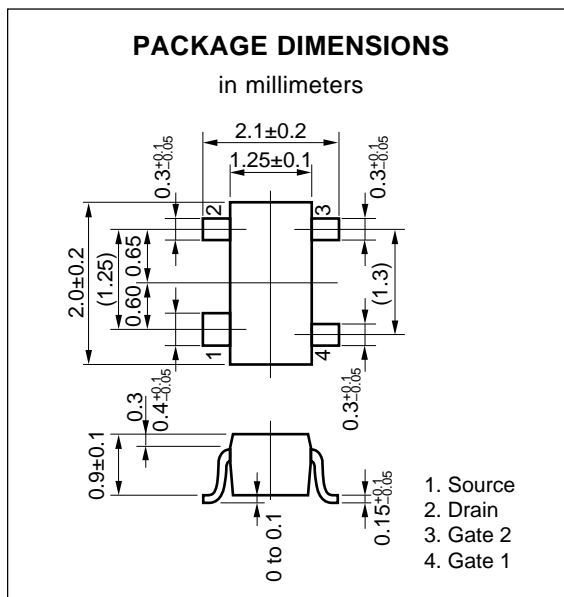 PACKAGE DIMENSIONS
in millimeters
2.1±0.2
1.25±0.1
0.3+0.1−0.05
0.3+0.1−0.05
2
3
2.0±0.2
(1.25)
0.65
0.60
(1.3)
1
4
0.3
0.4+0.1−0.05
0.3+0.1−0.05
0.9±0.1
0 to 0.1
0.15+0.1−0.05
1. Source
2. Drain
3. Gate 2
4. Gate 1